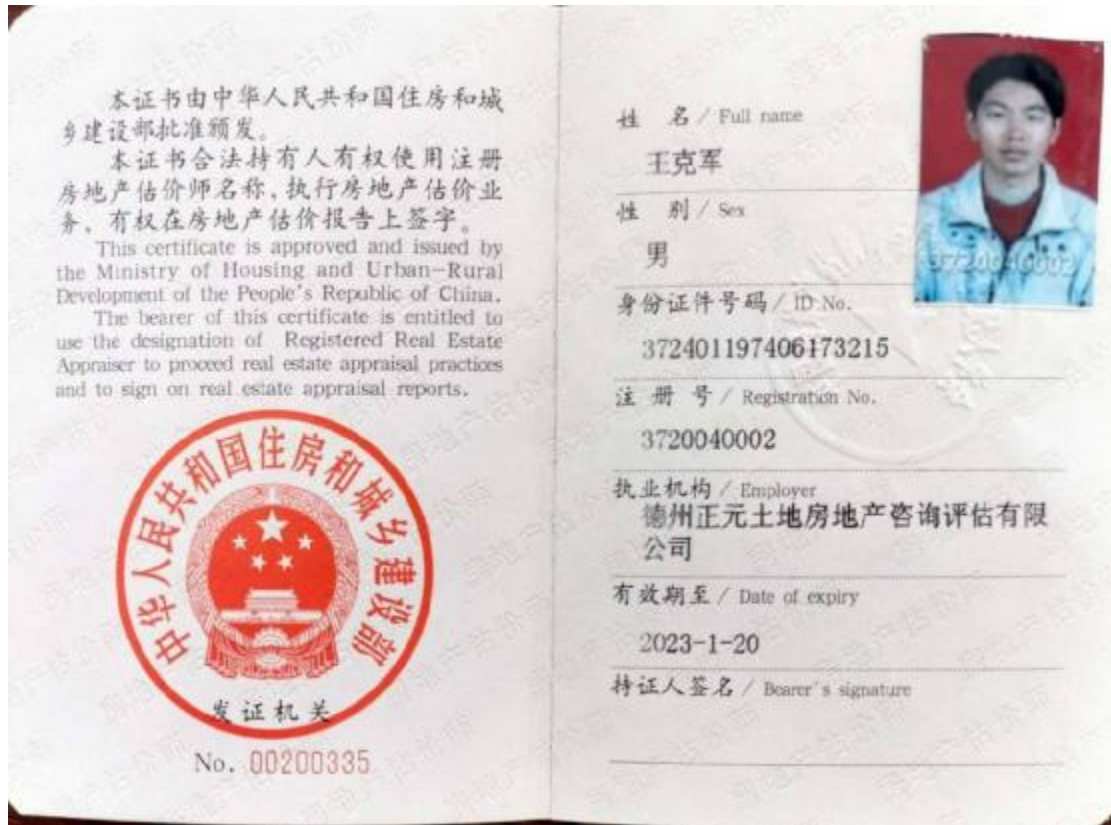 本证书由中华人民共和国住房和城
乡建设部批准颁发。
本证书合法持有人有权使用注册
房地产估价师名称，执行房地产估价业
务，有权在房地产估价报告上签字。
This certificate is approved and issued by
the Ministry of Housing and Urban-Rural
Development of the People's Republic of China.
The bearer of this certificate is entitled to
use the designation of Registered Real Estate
Appraiser to proceed real estate appraisal practices
and to sign on real estate appraisal reports.
中华人民共和国住房和城乡建设部
发证机关
No. 00200335
姓 名 / Full name
王克军
性 别 / Sex
男
身份证件号码 / ID No.
372401197406173215
注 册 号 / Registration No.
3720040002
执业机构 / Employer
德州正元土地房地产咨询评估有限
公司
有效期至 / Date of expiry
2023-1-20
持证人签名 / Bearer's signature
3720040002